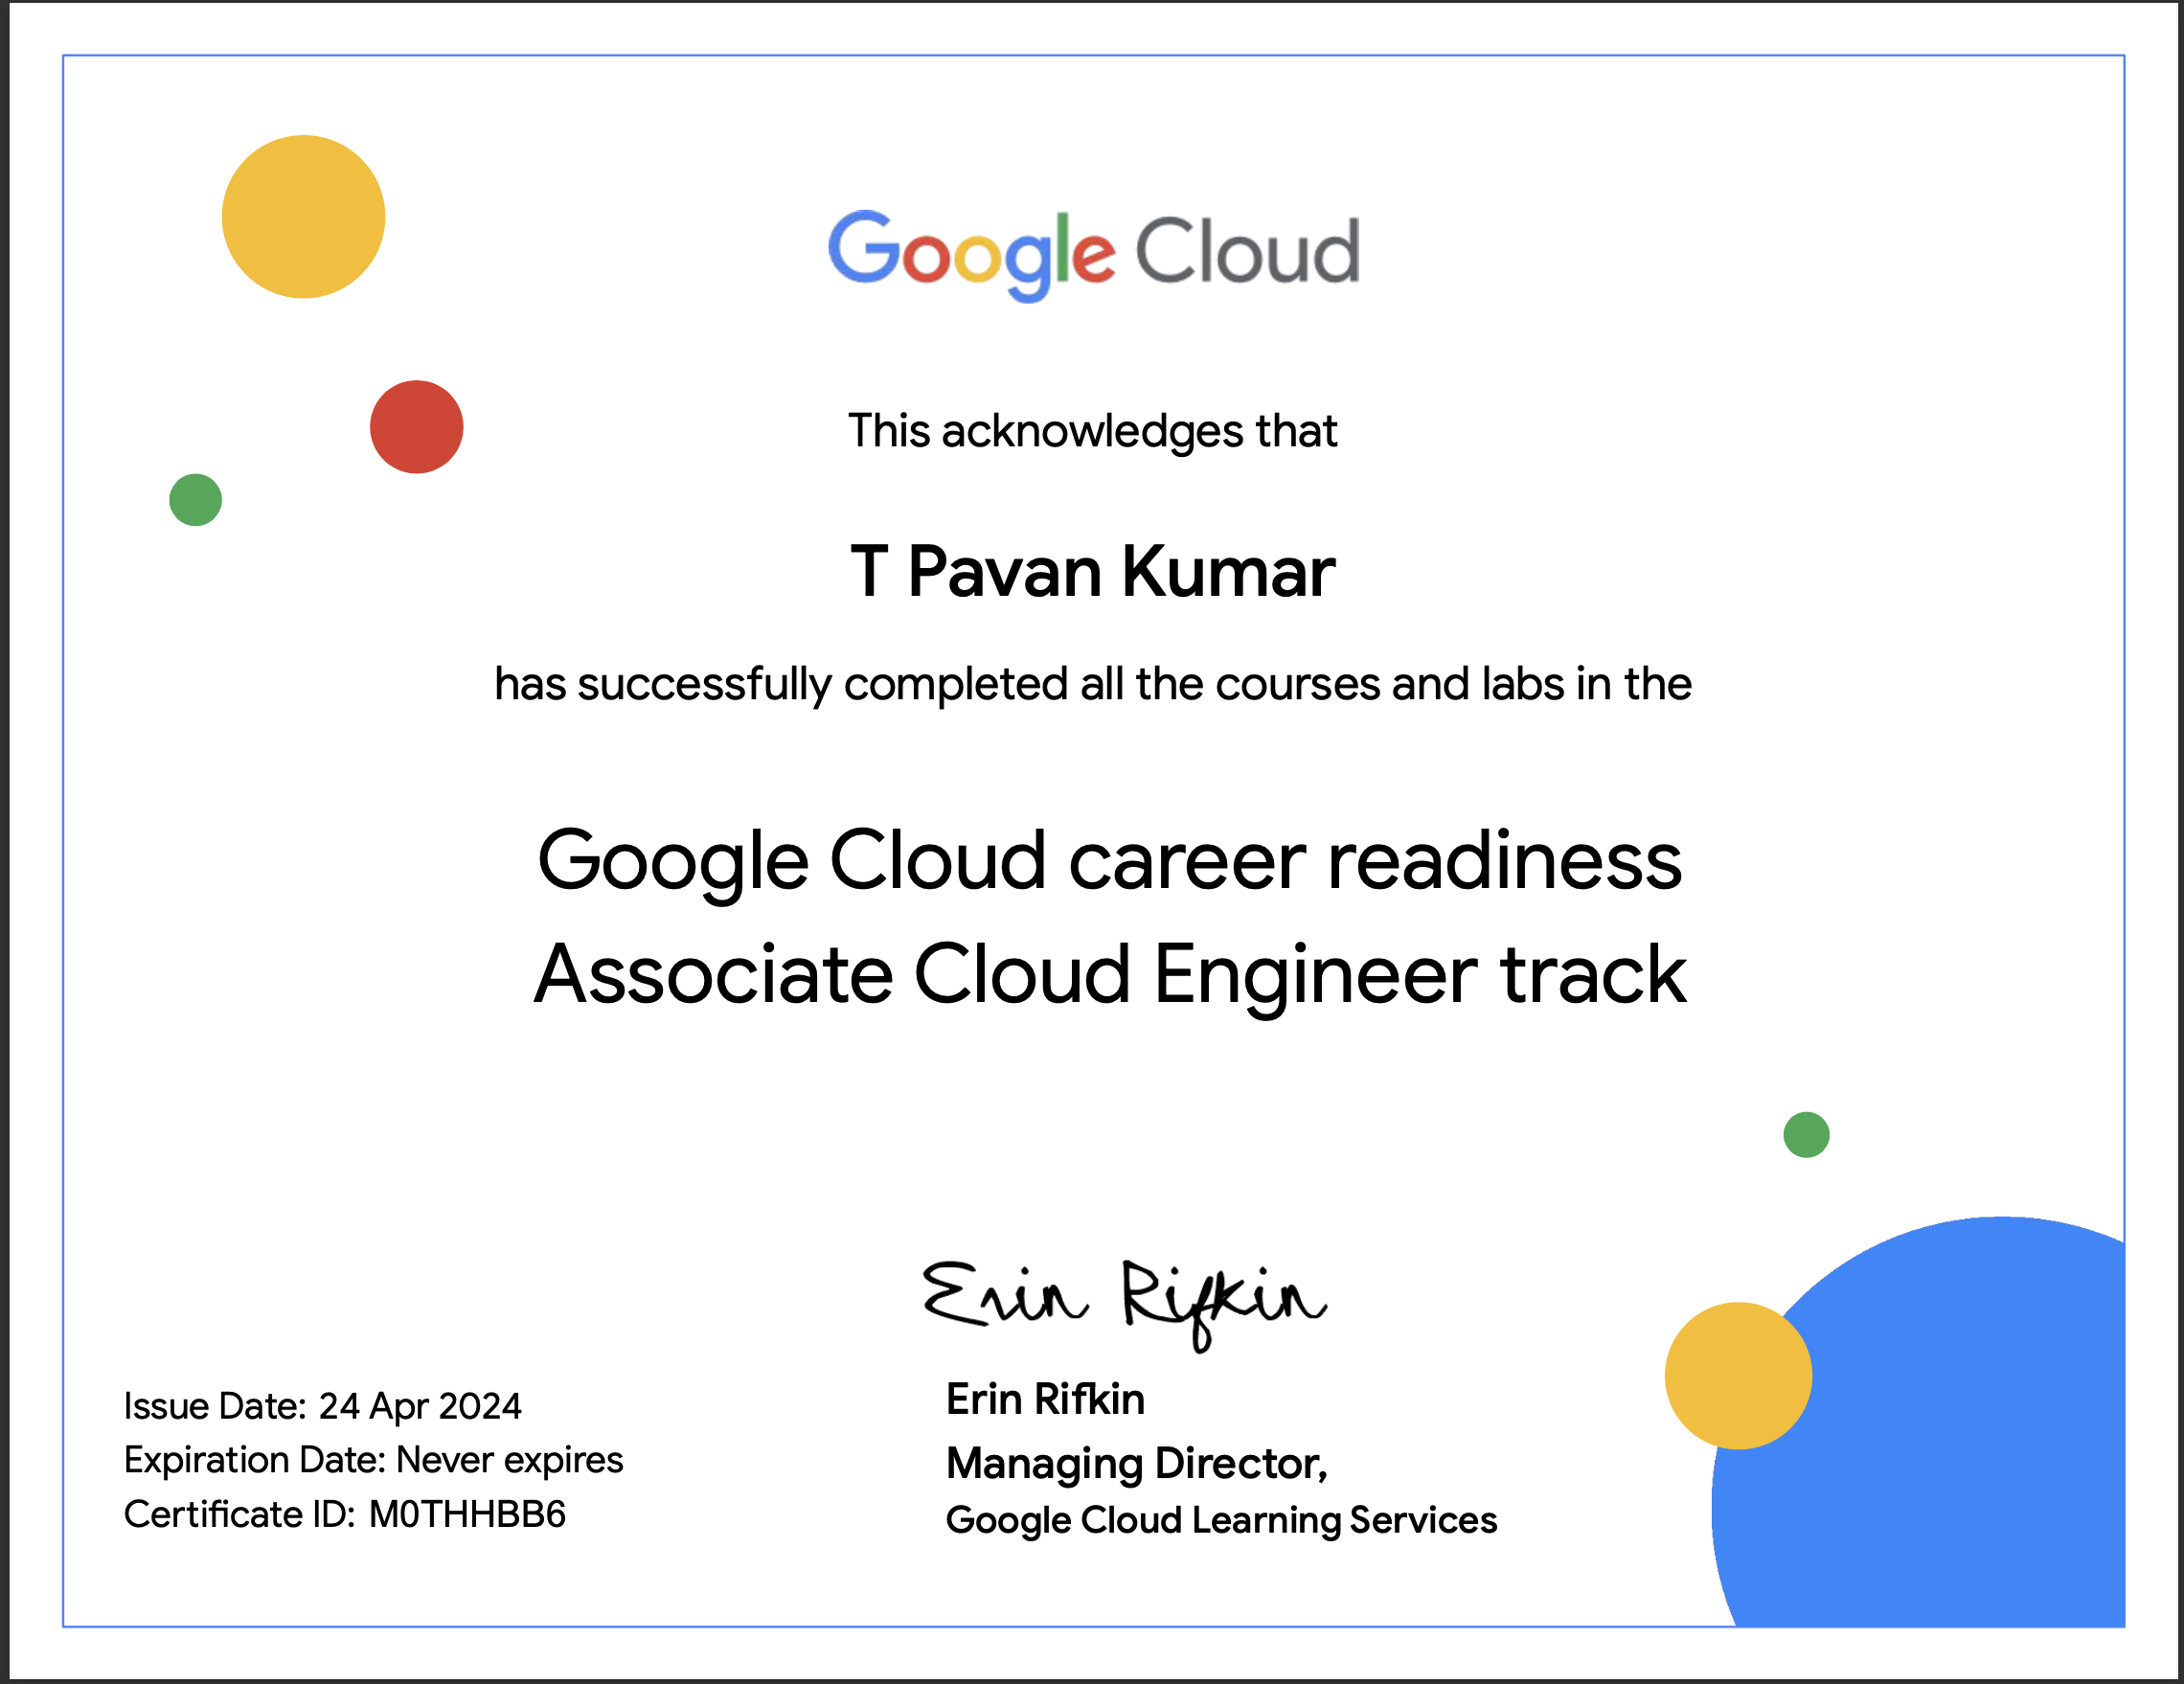 Google Cloud
This acknowledges that
T Pavan Kumar
has successfully completed all the courses and labs in the
Google Cloud career readiness
Associate Cloud Engineer track
Erin Rifkin
Issue Date: 24 Apr 2024
Expiration Date: Never expires
Certificate ID: M0THHBB6
Erin Rifkin
Managing Director,
Google Cloud Learning Services